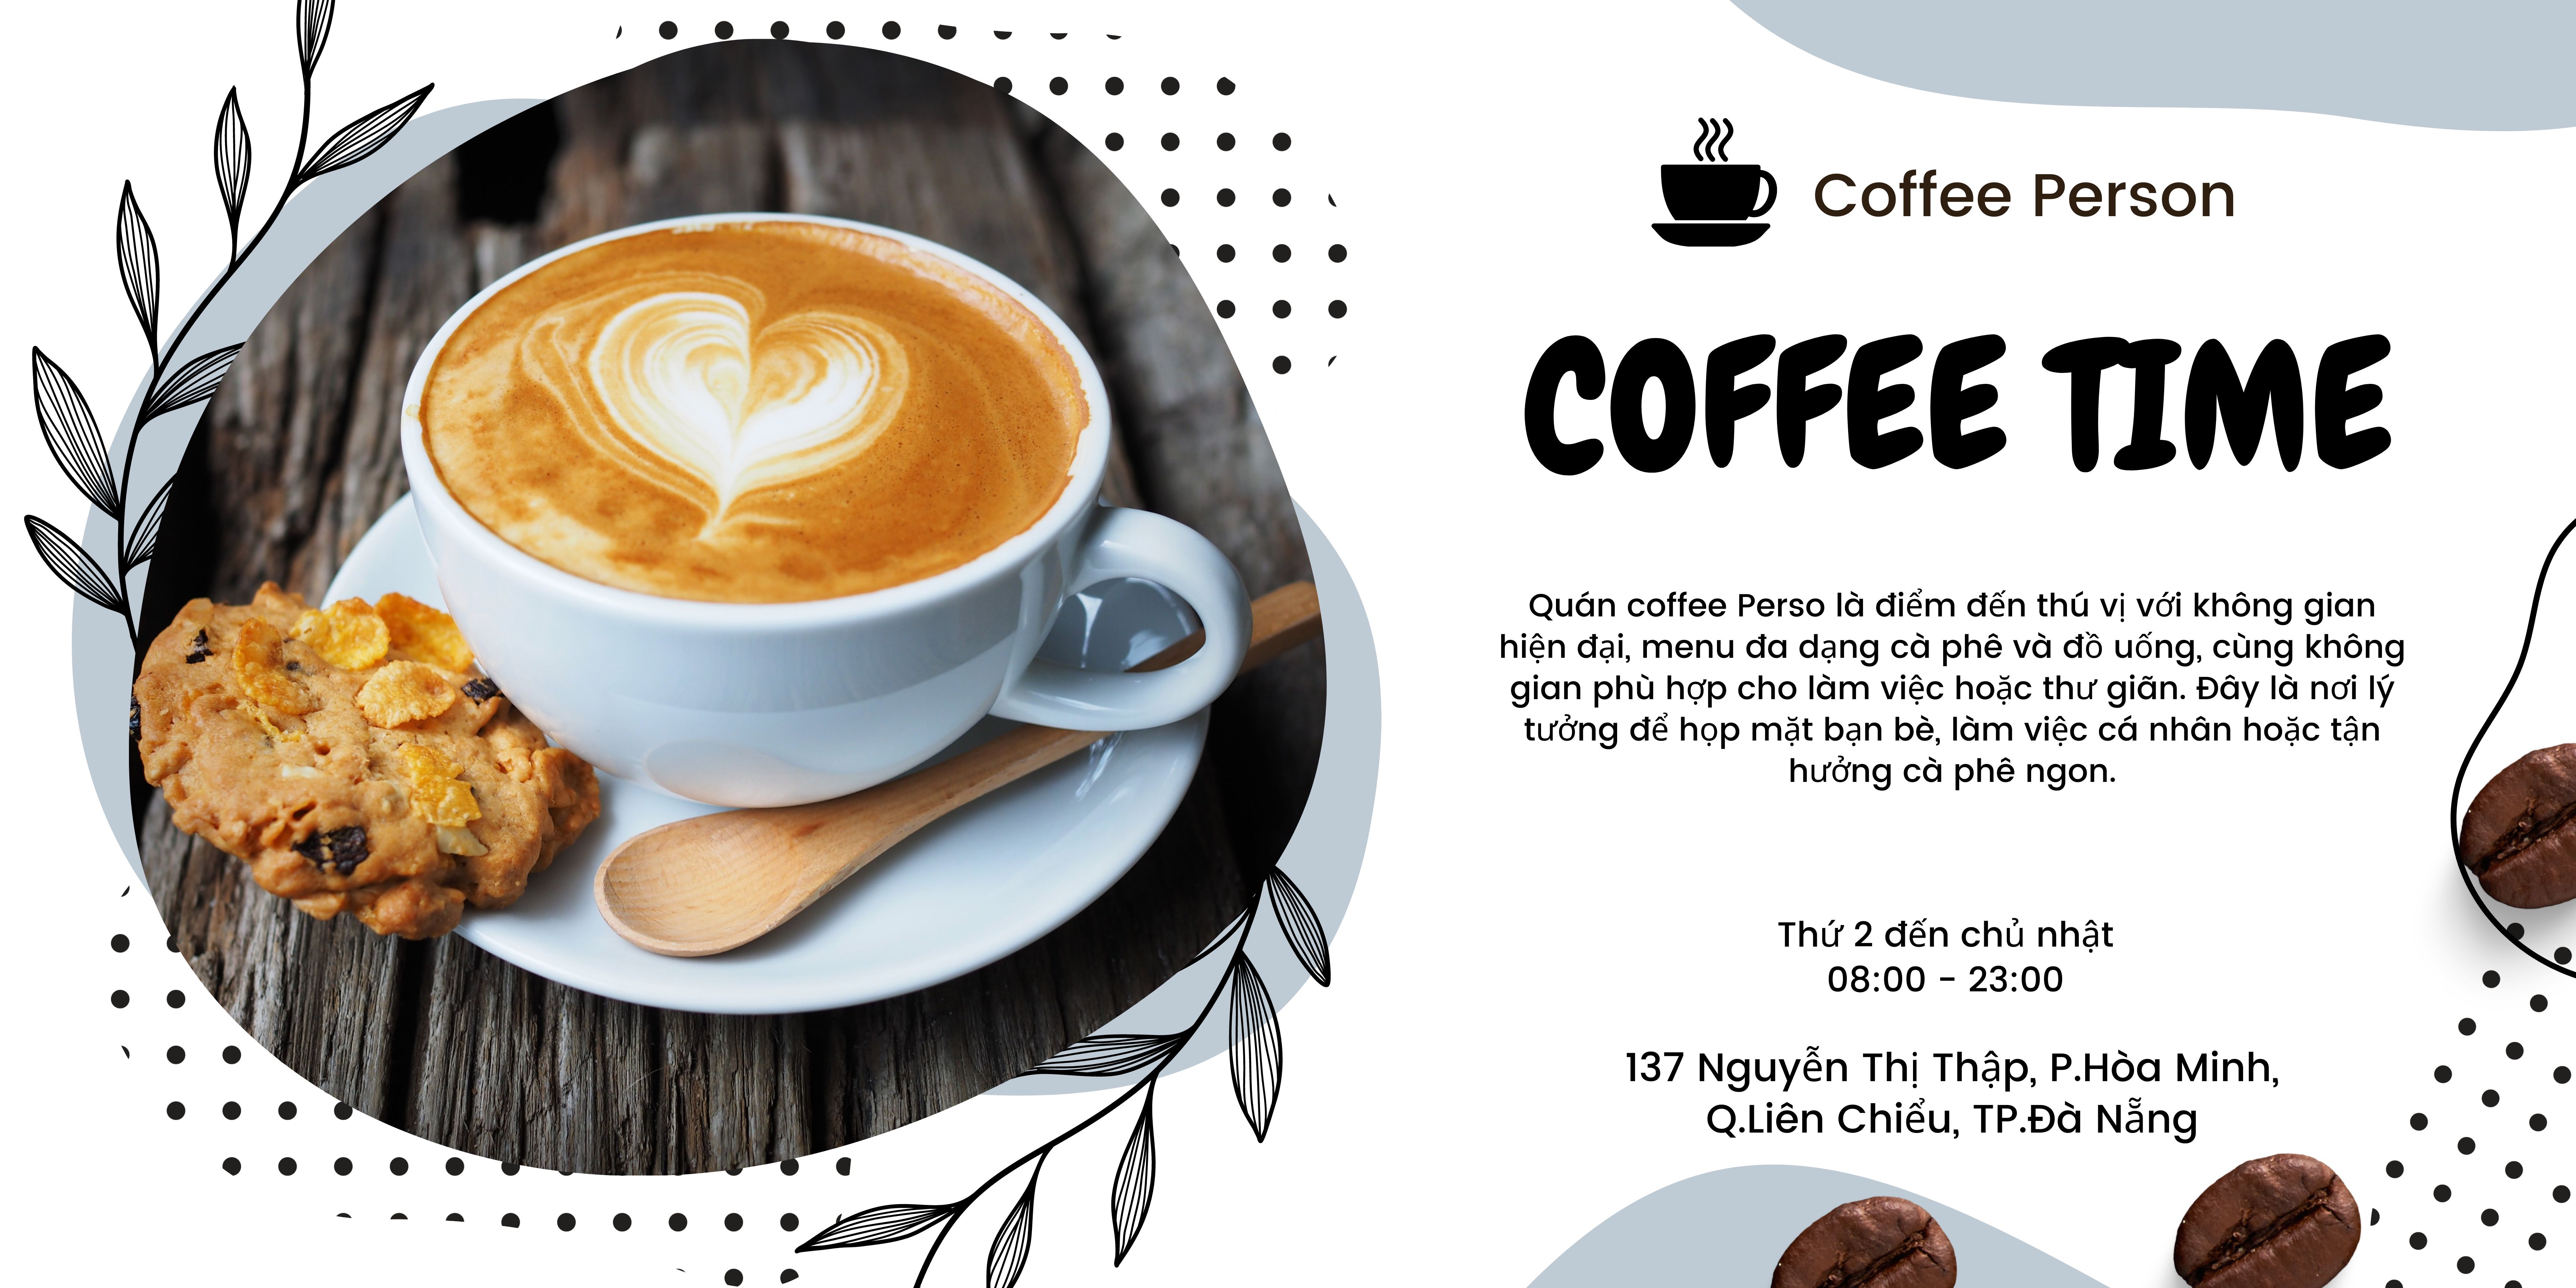 Coffee Person
COFFEE TIME
Quán coffee Perso là điểm đến thú vị với không gian
hiện đại, menu đa dạng cà phê và đồ uống, cùng không
gian phù hợp cho làm việc hoặc thư giãn. Đây là nơi lý
tưởng để họp mặt bạn bè, làm việc cá nhân hoặc tận
hưởng cà phê ngon.
Thứ 2 đến chủ nhật
08:00 - 23:00
137 Nguyễn Thị Thập, P.Hòa Minh,
Q.Liên Chiểu, TP.Đà Nẵng